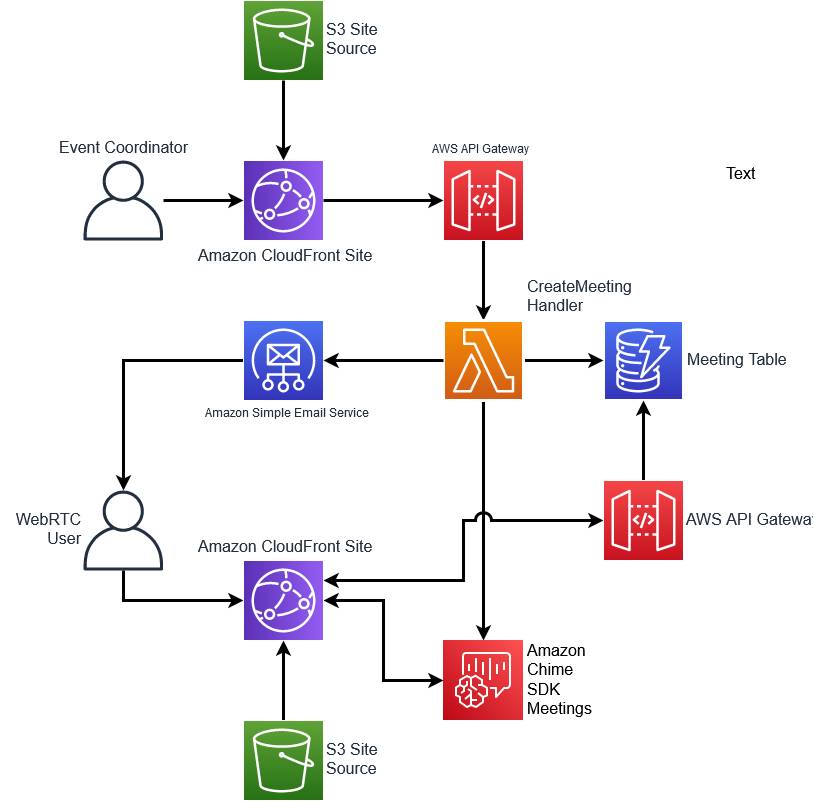 S3 Site
Source
Event Coordinator
AWS API Gateway
Text
Amazon CloudFront Site
CreateMeeting
Handler
Meeting Table
Amazon Simple Email Service
WebRTC
User
AWS API Gateway
Amazon CloudFront Site
Amazon
Chime
SDK
Meetings
S3 Site
Source